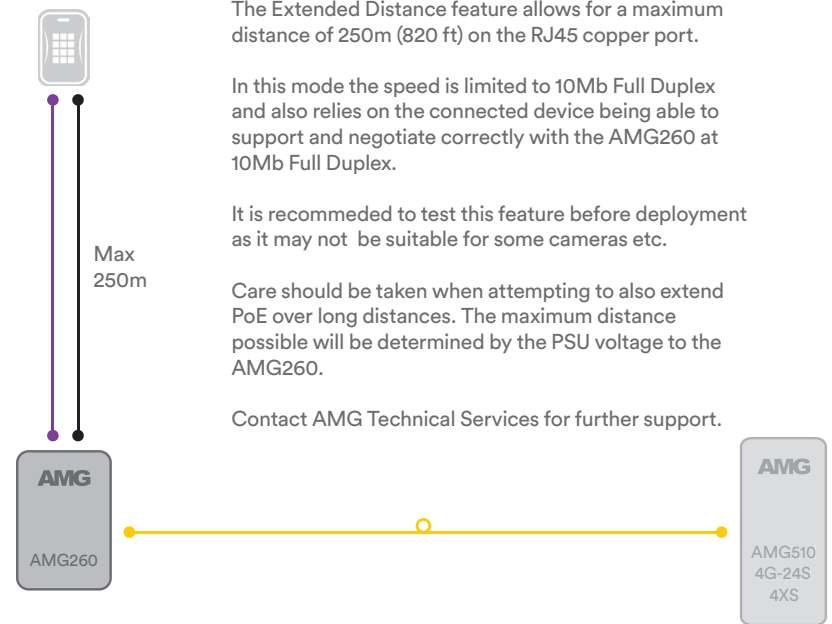 The Extended Distance feature allows for a maximum
distance of 250m (820 ft) on the RJ45 copper port.
In this mode the speed is limited to 10Mb Full Duplex
and also relies on the connected device being able to
support and negotiate correctly with the AMG260 at
10Mb Full Duplex.
It is recommeded to test this feature before deployment
as it may not  be suitable for some cameras etc.
Care should be taken when attempting to also extend
PoE over long distances. The maximum distance
possible will be determined by the PSU voltage to the
AMG260.
Contact AMG Technical Services for further support.
Max
250m
AMG
AMG260
AMG
AMG510
4G-24S
4XS